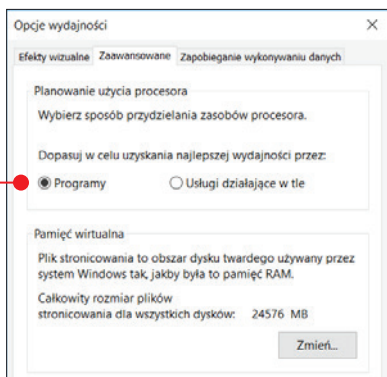 Opcje wydajności
Efekty wizualne Zaawansowane Zapobieganie wykonywaniu danych
Planowanie użycia procesora
Wybierz sposób przydzielania zasobów procesora.
Dopasuj w celu uzyskania najlepszej wydajności przez:
Programy Usługi działające w tle
Pamięć wirtualna
Plik stronicowania to obszar dysku twardego używany przez
system Windows tak, jakby była to pamięć RAM.
Całkowity rozmiar plików
stronicowania dla wszystkich dysków: 24576 MB
Zmień...